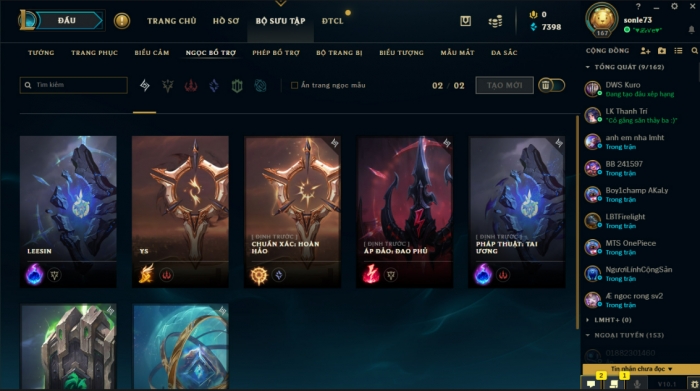 ĐẤU
TRANG CHỦ
HỒ SƠ
BỘ SƯU TẬP
ĐTCL
0
7398
167
sonle73
TƯỚNG
TRANG PHỤC
BIỂU CẢM
NGỌC BỔ TRỢ
PHÉP BỔ TRỢ
BỘ TRANG BỊ
BIỂU TƯỢNG
MẪU MẮT
ĐA SẮC
Tìm kiếm
Ẩn trang ngọc mẫu
02 / 02
TẠO MỚI
LEESIN
YS
[ ĐỊNH TRƯỚC ]
CHUẨN XÁC: HOÀN
HẢO
[ ĐỊNH TRƯỚC ]
ÁP ĐẢO: ĐAO PHỦ
[ ĐỊNH TRƯỚC ]
PHÁP THUẬT: TAI
ƯƠNG
CỘNG ĐỒNG
TỔNG QUÁT (9/162)
DWS Kuro
Đang tạo đấu xếp hạng
LK Thanh Trí
"Cố gắng săn thầy ba :)"
anh em nha lmht
Trong trận
BB 241597
Trong trận
Boy1champ AKaLy
Trong trận
LBTFirelight
Trong trận
MTS OnePiece
Trong trận
NgườiLínhCộngSản
Trong trận
Æ ngoc rong sv2
Trong trận
LMHT+ (0)
NGOẠI TUYẾN (153)
Tin nhắn chưa đọc
2
1
V10.1